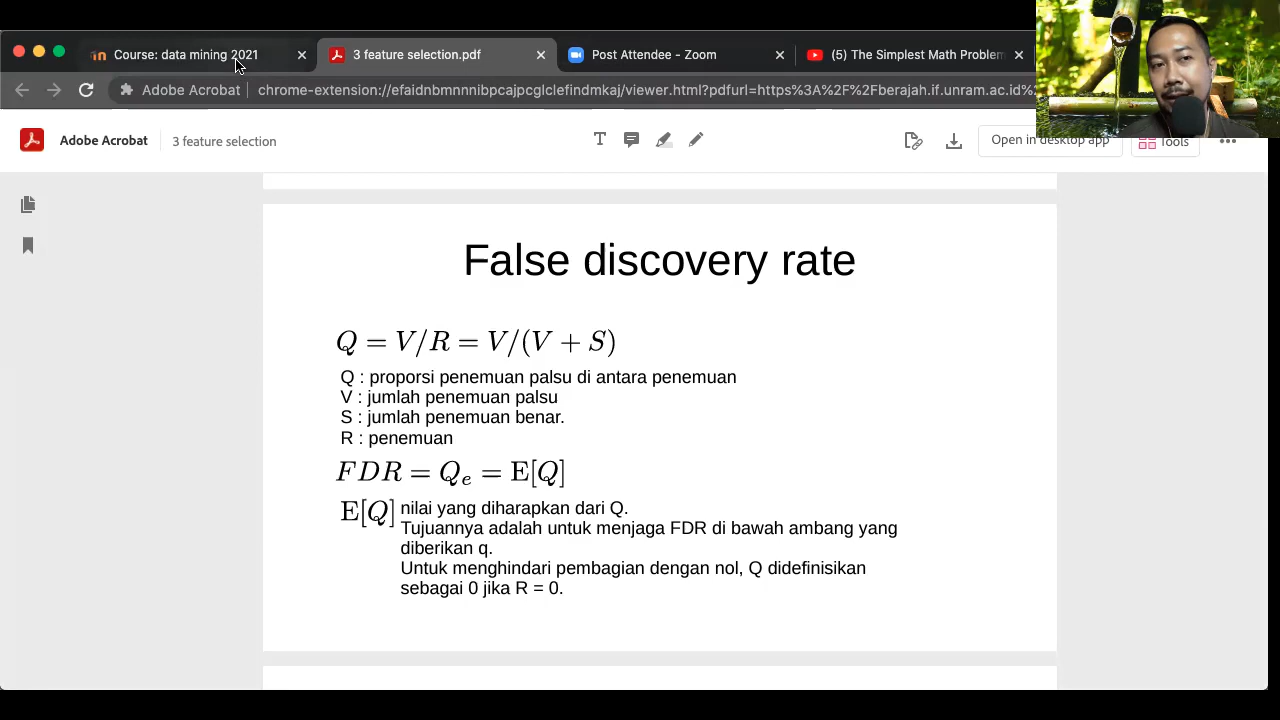 Course: data mining 2021
3 feature selection.pdf
Post Attendee - Zoom
(5) The Simplest Math Problem
Adobe Acrobat
chrome-extension://efaidnbmnnnibpcajpcglclefindmkaj/viewer.html?pdfurl=https%3A%2F%2Fberajah.if.unram.ac.id%
Adobe Acrobat
3 feature selection
Open in desktop app
Tools
False discovery rate
Q = V/R = V/(V + S)
Q : proporsi penemuan palsu di antara penemuan
V : jumlah penemuan palsu
S : jumlah penemuan benar.
R : penemuan
FDR = Qₑ = E[Q]
E[Q] nilai yang diharapkan dari Q.
Tujuannya adalah untuk menjaga FDR di bawah ambang yang
diberikan q.
Untuk menghindari pembagian dengan nol, Q didefinisikan
sebagai 0 jika R = 0.